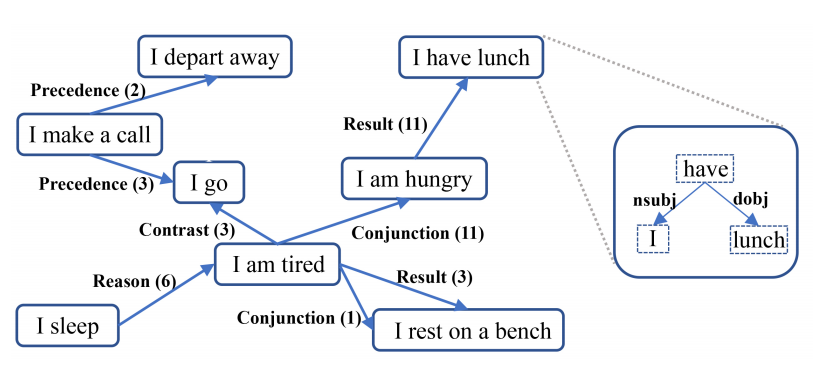 I depart away
I have lunch
Precedence (2)
I make a call
Result (11)
have
Precedence (3)
I go
I am hungry
nsubj
dobj
Contrast (3)
Conjunction (11)
I
lunch
I am tired
Reason (6)
Result (3)
I sleep
Conjunction (1)
I rest on a bench